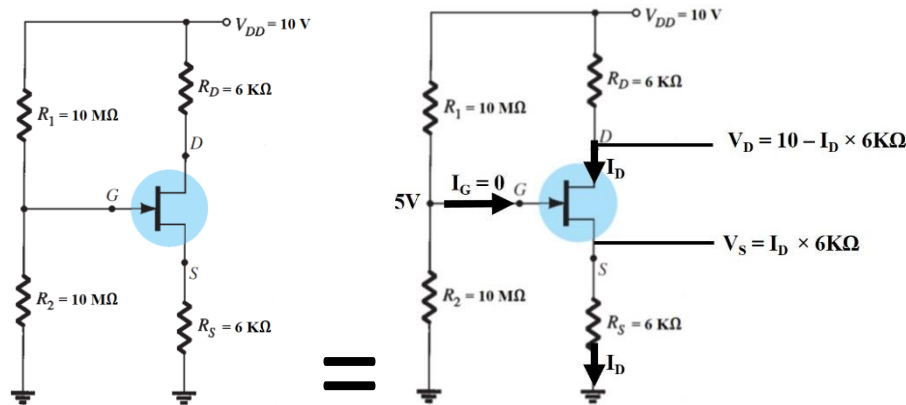 V_DD = 10 V
R_D = 6 KΩ
R_1 = 10 MΩ
D
G
S
R_2 = 10 MΩ
R_S = 6 KΩ
=
V_DD = 10 V
R_D = 6 KΩ
R_1 = 10 MΩ
D
V_D = 10 – I_D × 6KΩ
I_D
I_G = 0
5V
G
V_S = I_D × 6KΩ
S
R_2 = 10 MΩ
R_S = 6 KΩ
I_D